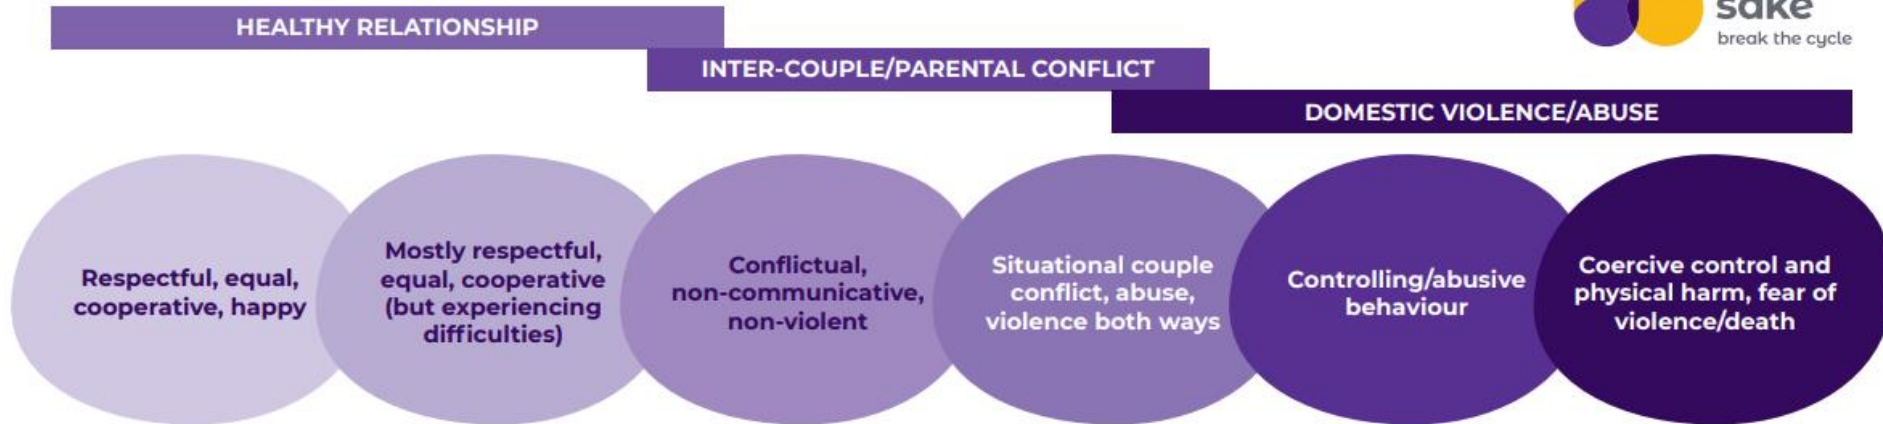 HEALTHY RELATIONSHIP
sake
break the cycle
INTER-COUPLE/PARENTAL CONFLICT
DOMESTIC VIOLENCE/ABUSE
Respectful, equal,
cooperative, happy
Mostly respectful,
equal, cooperative
(but experiencing
difficulties)
Conflictual,
non-communicative,
non-violent
Situational couple
conflict, abuse,
violence both ways
Controlling/abusive
behaviour
Coercive control and
physical harm, fear of
violence/death